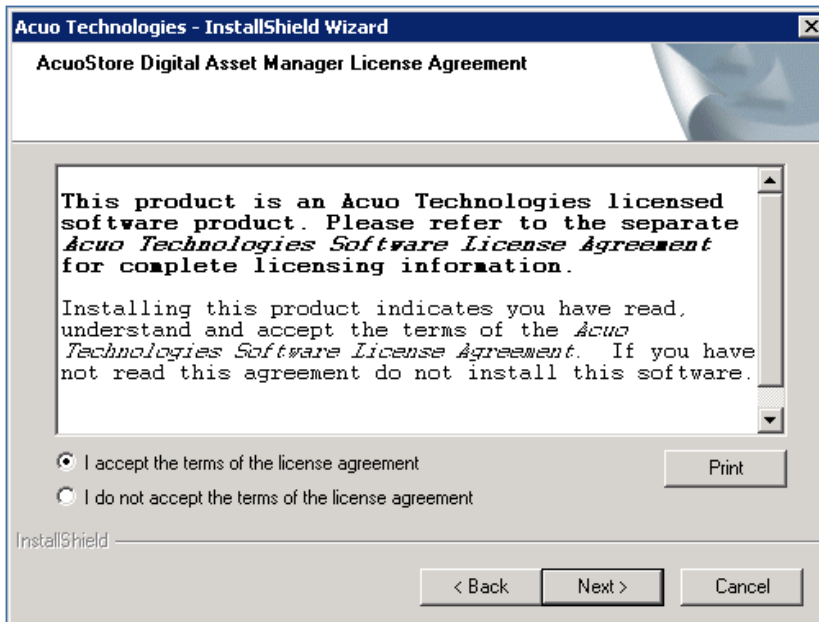 Acuo Technologies - InstallShield Wizard
AcuoStore Digital Asset Manager License Agreement
This product is an Acuo Technologies licensed
software product. Please refer to the separate
Acuo Technologies Software License Agreement
for complete licensing information.
Installing this product indicates you have read,
understand and accept the terms of the Acuo
Technologies Software License Agreement. If you have
not read this agreement do not install this software.
I accept the terms of the license agreement
Print
I do not accept the terms of the license agreement
InstallShield
< Back
Next >
Cancel